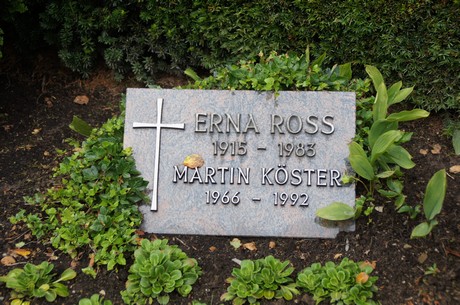 ERNA ROSS
1915 - 1983
MARTIN KÖSTER
1966 - 1992